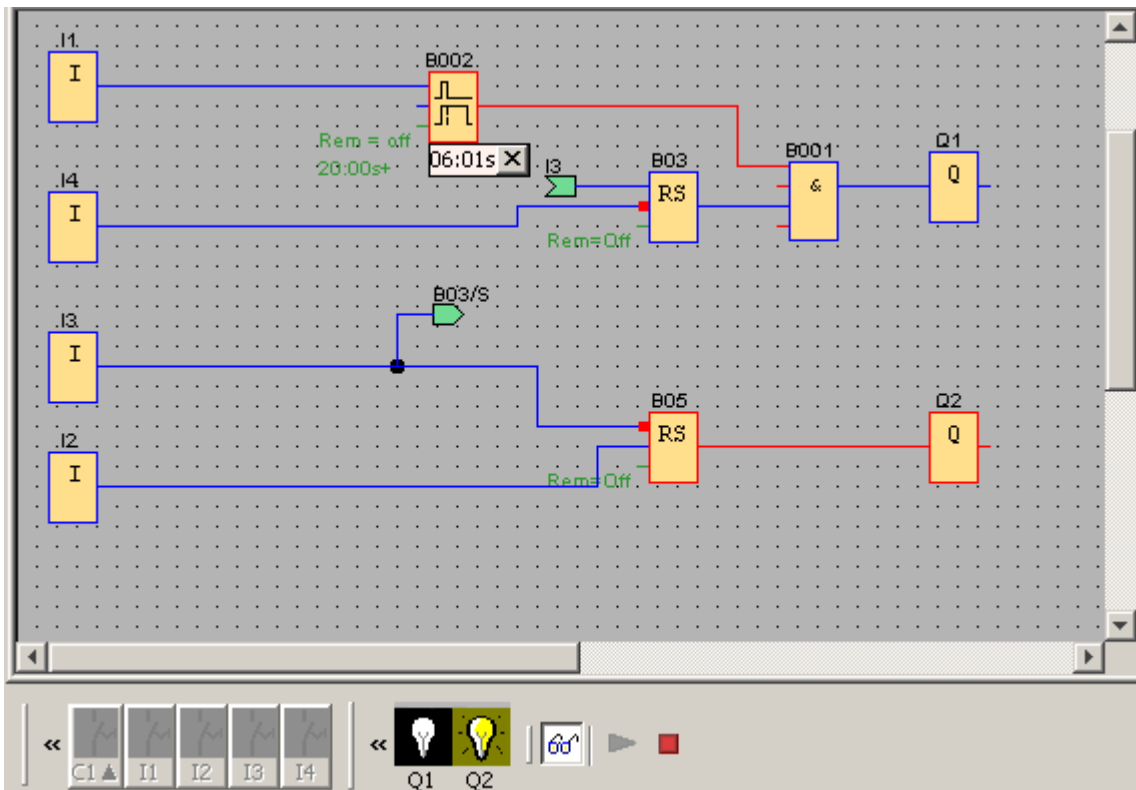 I1
I
B002
Rem = off
20:00s+
06:01s
I3
B03
RS
Rem=Off
B001
&
Q1
Q
I4
I
B03/S
I3
I
B05
RS
Rem=Off
Q2
Q
I2
I
C1 I1 I2 I3 I4
Q1 Q2